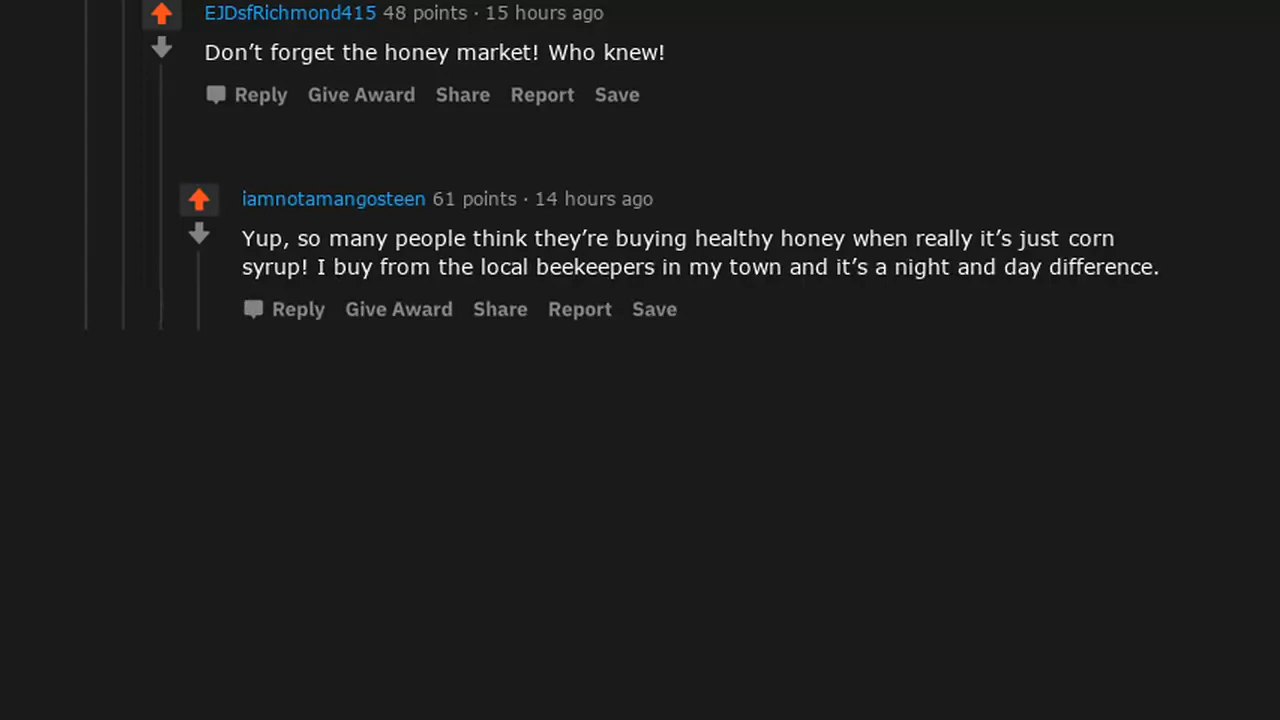 EJDsfRichmond415 48 points · 15 hours ago
Don’t forget the honey market! Who knew!
Reply Give Award Share Report Save
iamnotamangosteen 61 points · 14 hours ago
Yup, so many people think they’re buying healthy honey when really it’s just corn
syrup! I buy from the local beekeepers in my town and it’s a night and day difference.
Reply Give Award Share Report Save